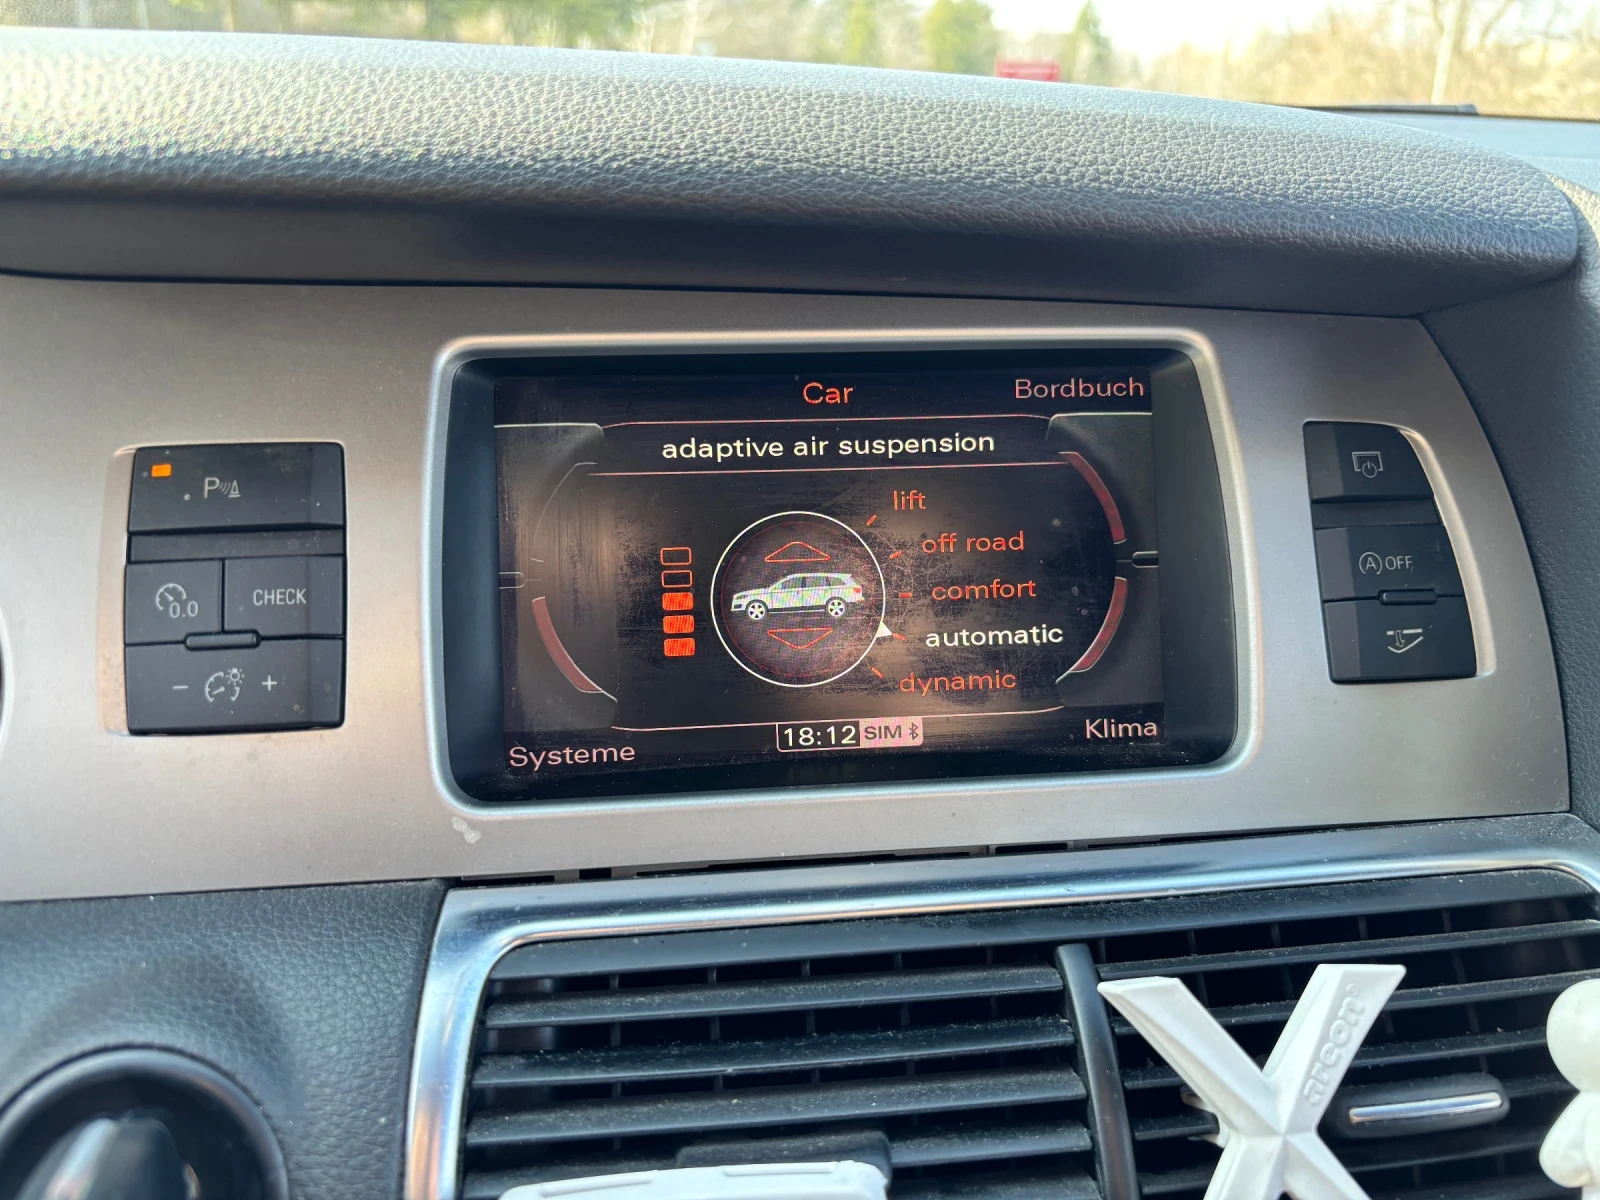 Car
Bordbuch
adaptive air suspension
lift
off road
comfort
automatic
dynamic
18:12 SIM
Systeme
Klima
P
0.0
CHECK
- +
A OFF
areon®